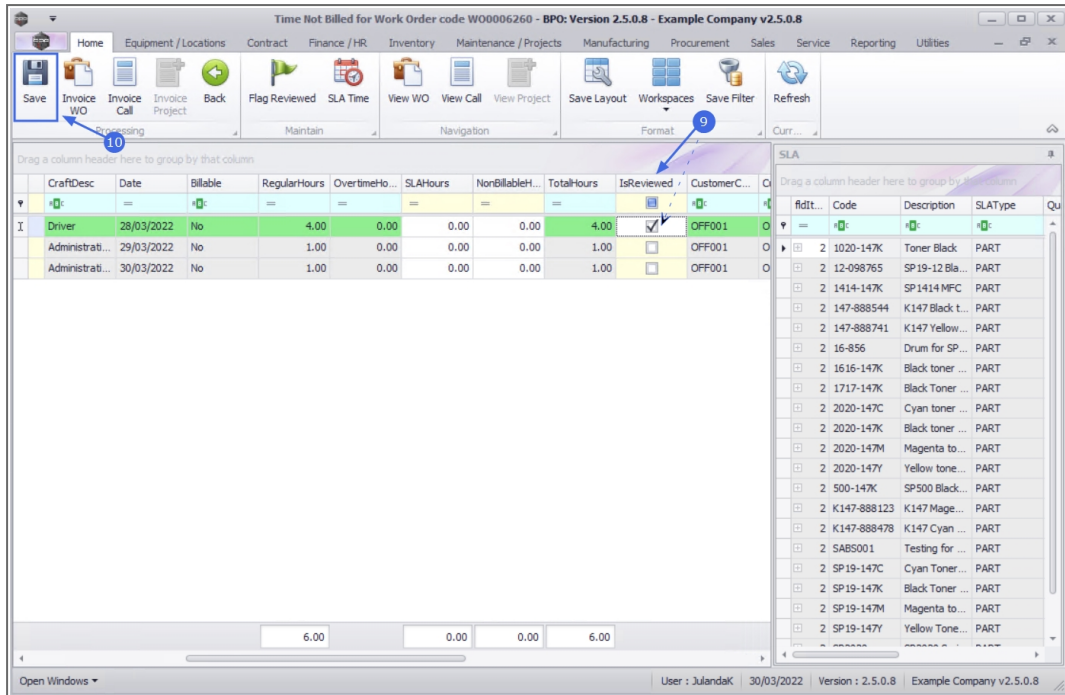 Time Not Billed for Work Order code WO0006260 - BPO: Version 2.5.0.8 - Example Company v2.5.0.8
Home Equipment / Locations Contract Finance / HR Inventory Maintenance / Projects Manufacturing Procurement Sales Service Reporting Utilities
Save Invoice WO Invoice Call Invoice Project Back Flag Reviewed SLA Time View WO View Call View Project Save Layout Workspaces Save Filter Refresh
Processing Maintain Navigation Format Curr...
9
10
Drag a column header here to group by that column
CraftDesc Date Billable RegularHours OvertimeHo... SLAHours NonBillableH... TotalHours IsReviewed CustomerC...
Driver 28/03/2022 No 4.00 0.00 0.00 0.00 4.00 OFF001
Administrati... 29/03/2022 No 1.00 0.00 0.00 0.00 1.00 OFF001
Administrati... 30/03/2022 No 1.00 0.00 0.00 0.00 1.00 OFF001
6.00 0.00 0.00 6.00
SLA
Drag a column header here to group by that column
fldIt... Code Description SLAType Qu
2 1020-147K Toner Black PART
2 12-098765 SP19-12 Bla... PART
2 1414-147K SP1414 MFC PART
2 147-888544 K147 Black t... PART
2 147-888741 K147 Yellow... PART
2 16-856 Drum for SP... PART
2 1616-147K Black toner ... PART
2 1717-147K Black Toner ... PART
2 2020-147C Cyan toner ... PART
2 2020-147K Black toner ... PART
2 2020-147M Magenta to... PART
2 2020-147Y Yellow tone... PART
2 500-147K SP500 Black... PART
2 K147-888123 K147 Mage... PART
2 K147-888478 K147 Cyan ... PART
2 SABS001 Testing for ... PART
2 SP19-147C Cyan Toner... PART
2 SP19-147K Black Toner ... PART
2 SP19-147M Magenta to... PART
2 SP19-147Y Yellow Tone... PART
Open Windows User : JulandaK 30/03/2022 Version : 2.5.0.8 Example Company v2.5.0.8